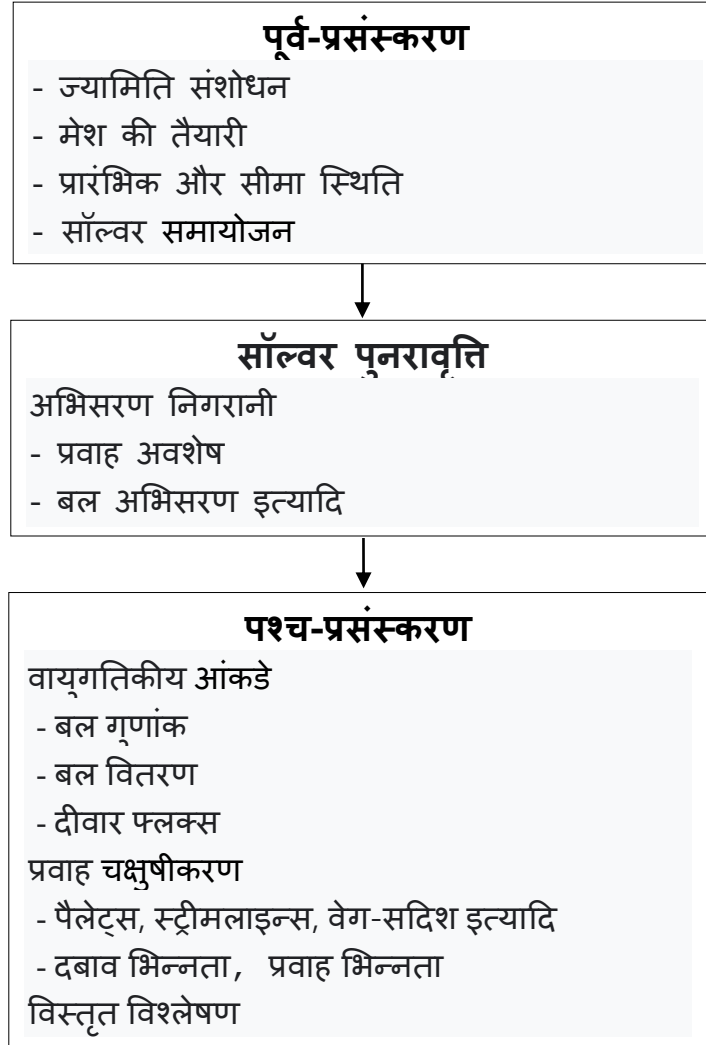 पूर्व-प्रसंस्करण
- ज्यामिति संशोधन
- मेश की तैयारी
- प्रारंभिक और सीमा स्थिति
- सॉल्वर समायोजन
सॉल्वर पुनरावृत्ति
अभिसरण निगरानी
- प्रवाह अवशेष
- बल अभिसरण इत्यादि
पश्च-प्रसंस्करण
वायुगतिकीय आंकडे
- बल गुणांक
- बल वितरण
- दीवार फ्लक्स
प्रवाह चक्षुषीकरण
- पैलेट्स, स्ट्रीमलाइन्स, वेग-सदिश इत्यादि
- दबाव भिन्नता, प्रवाह भिन्नता
विस्तृत विश्लेषण